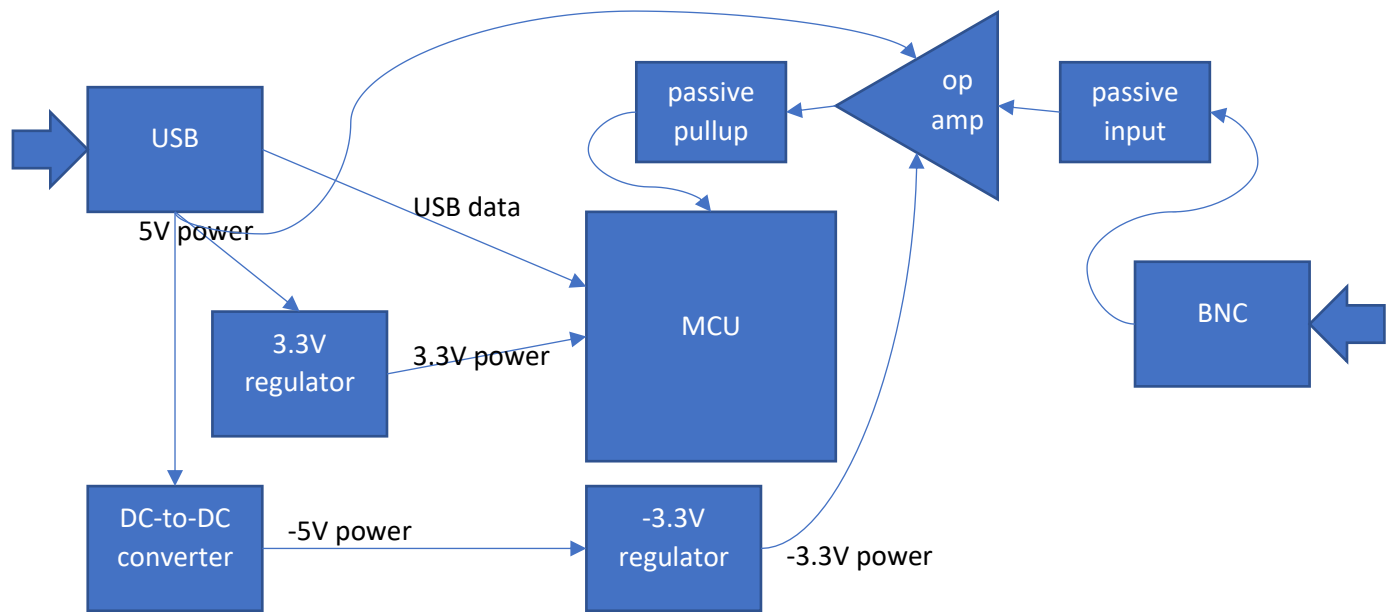 op
amp
passive
pullup
passive
input
USB
USB data
5V power
MCU
BNC
3.3V
regulator
3.3V power
DC-to-DC
converter
-5V power
-3.3V
regulator
-3.3V power